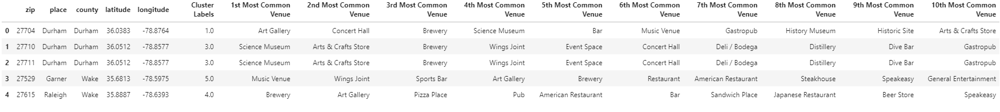 zip place county latitude longitude Cluster Labels 1st Most Common Venue 2nd Most Common Venue 3rd Most Common Venue 4th Most Common Venue 5th Most Common Venue 6th Most Common Venue 7th Most Common Venue 8th Most Common Venue 9th Most Common Venue 10th Most Common Venue
0 27704 Durham Durham 36.0383 -78.8764 1.0 Art Gallery Concert Hall Brewery Science Museum Bar Music Venue Gastropub History Museum Historic Site Arts & Crafts Store
1 27710 Durham Durham 36.0512 -78.8577 3.0 Science Museum Arts & Crafts Store Brewery Wings Joint Event Space Concert Hall Deli / Bodega Distillery Dive Bar Gastropub
2 27711 Durham Durham 36.0512 -78.8577 3.0 Science Museum Arts & Crafts Store Brewery Wings Joint Event Space Concert Hall Deli / Bodega Distillery Dive Bar Gastropub
3 27529 Garner Wake 35.6813 -78.5975 5.0 Music Venue Wings Joint Sports Bar Art Gallery Brewery Restaurant American Restaurant Steakhouse Speakeasy General Entertainment
4 27615 Raleigh Wake 35.8887 -78.6393 4.0 Brewery Art Gallery Pizza Place Pub American Restaurant Bar Sandwich Place Japanese Restaurant Beer Store Speakeasy